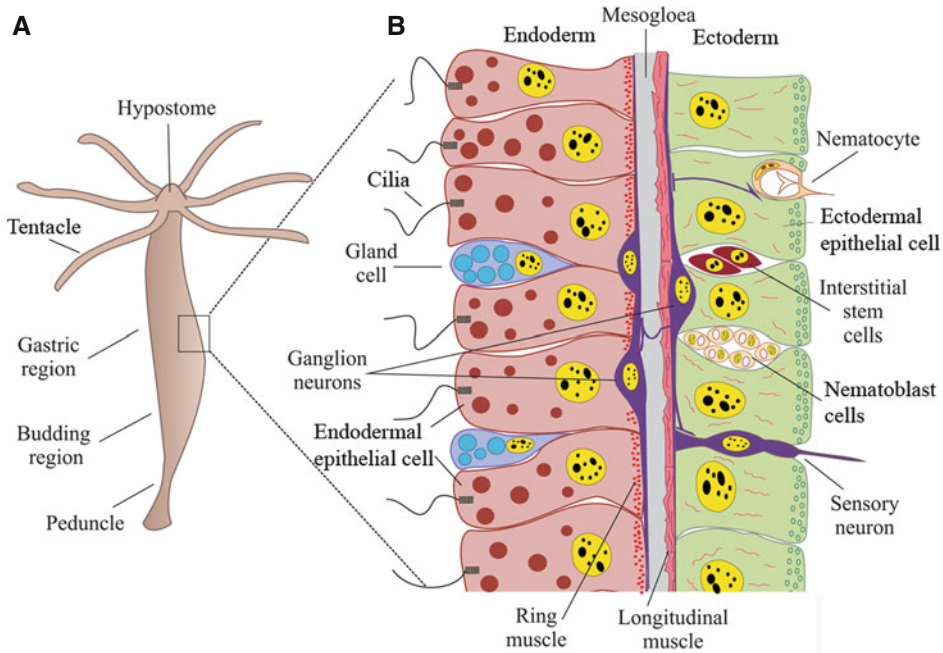 A
Hypostome
Tentacle
Gastric
region
Budding
region
Peduncle
B
Mesogloea
Endoderm
Ectoderm
Cilia
Gland
cell
Ganglion
neurons
Endodermal
epithelial cell
Nematocyte
Ectodermal
epithelial cell
Interstitial
stem
cells
Nematoblast
cells
Sensory
neuron
Ring
muscle
Longitudinal
muscle